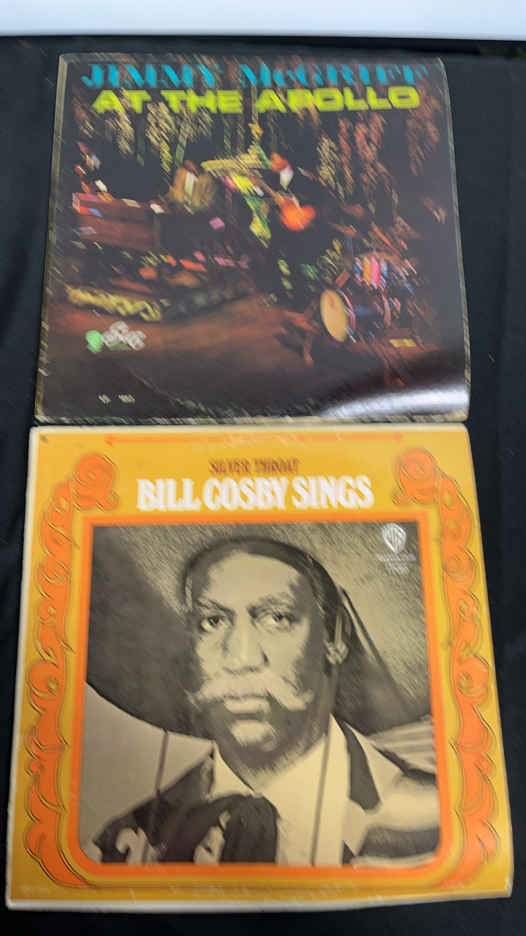 JIMMY McGRIFF
AT THE APOLLO
SILVER THROAT
BILL COSBY SINGS